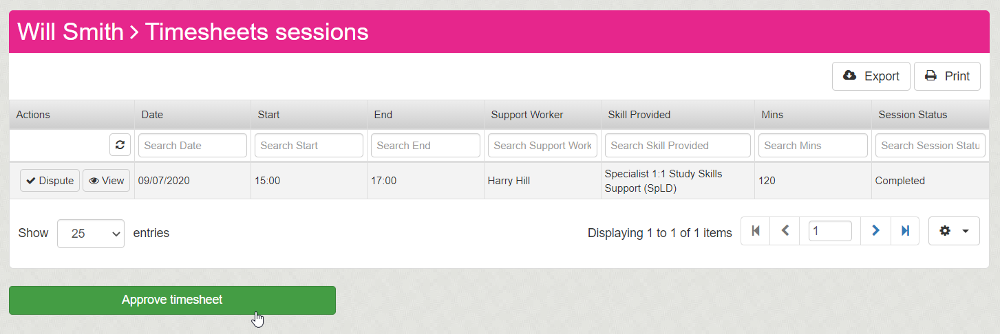 Will Smith > Timesheets sessions
Export Print
Actions Date Start End Support Worker Skill Provided Mins Session Status
Search Date Search Start Search End Search Support Work Search Skill Provided Search Mins Search Session Statu
Dispute View 09/07/2020 15:00 17:00 Harry Hill Specialist 1:1 Study Skills 120 Completed
Support (SpLD)
Show 25 entries Displaying 1 to 1 of 1 items 1
Approve timesheet